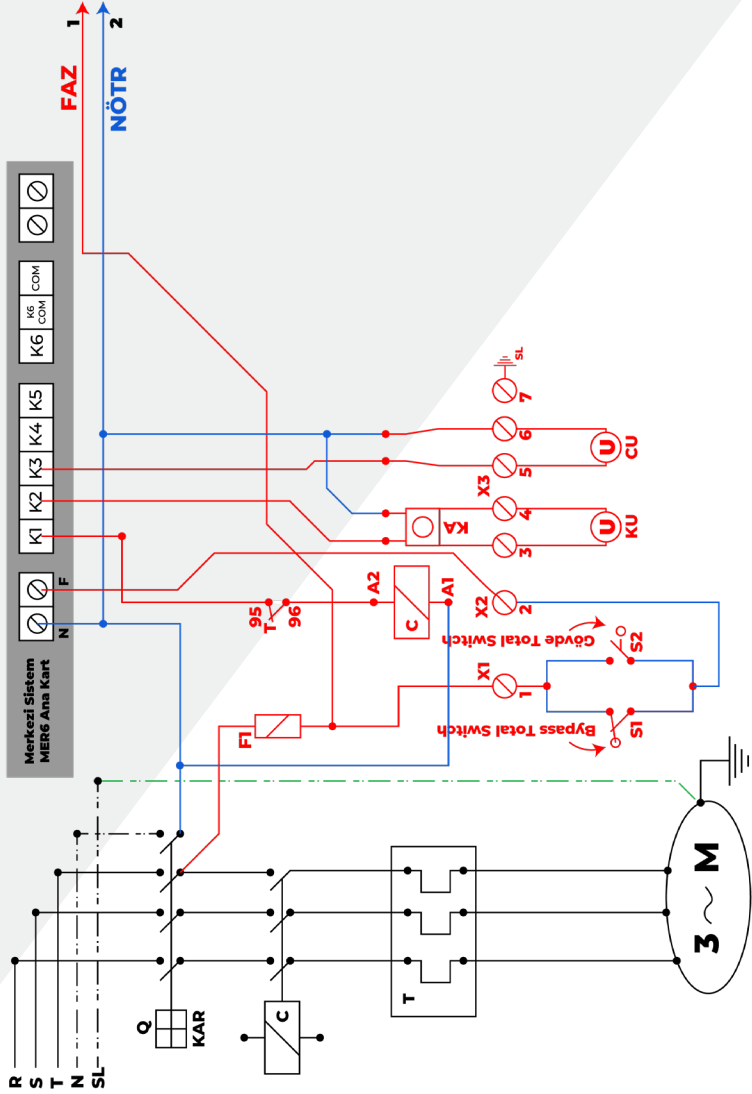 1
2
FAZ
NÖTR
K6
K6
COM
COM
K1
K2
K3
K4
K5
N
F
Merkezi Sistem
MER6 Ana Kart
SL
7
6
5
X3
4
3
U
CU
U
KU
KA
95
T
96
A2
C
A1
X2
2
X1
1
F1
Gövde Total Switch
S2
Bypass Total Switch
S1
R
S
T
N
SL
Q
KAR
C
T
3 ~ M